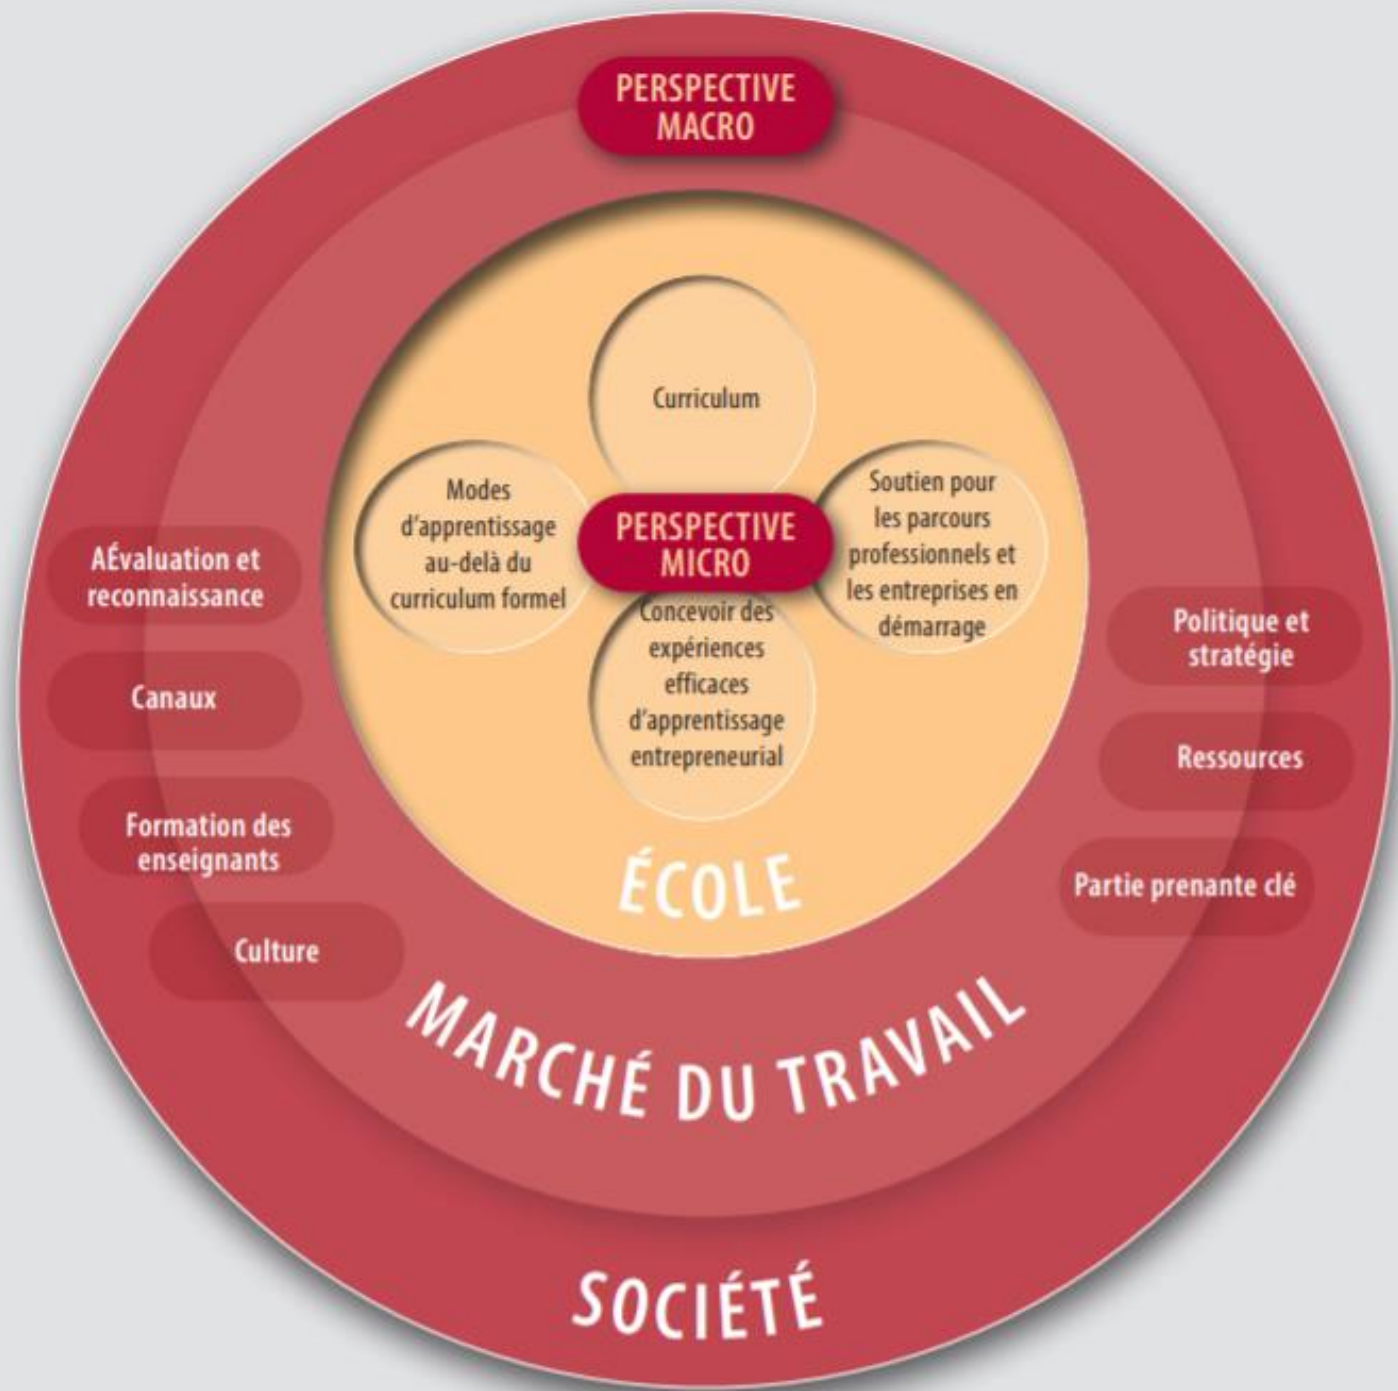 PERSPECTIVE
MACRO
Curriculum
Modes
d'apprentissage
au-delà du
curriculum formel
PERSPECTIVE
MICRO
Soutien pour
les parcours
professionnels et
les entreprises en
démarrage
Concevoir des
expériences
efficaces
d'apprentissage
entrepreneurial
AÉvaluation et
reconnaissance
Canaux
Formation des
enseignants
Culture
Politique et
stratégie
Ressources
Partie prenante clé
ÉCOLE
MARCHÉ DU TRAVAIL
SOCIÉTÉ